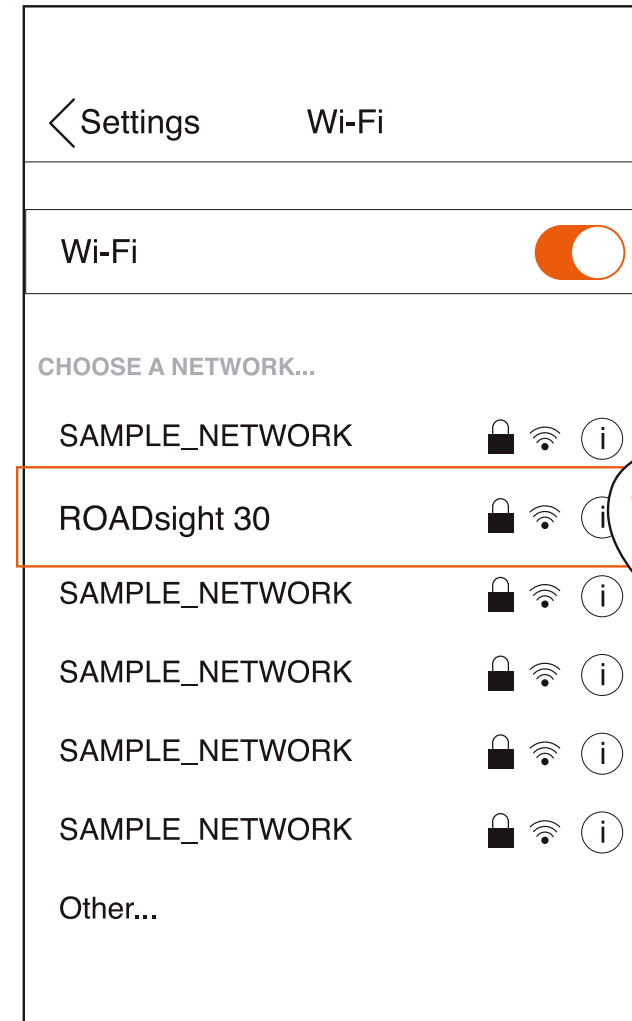 Settings Wi-Fi
Wi-Fi
CHOOSE A NETWORK...
SAMPLE_NETWORK i
ROADsight 30 i
SAMPLE_NETWORK i
SAMPLE_NETWORK i
SAMPLE_NETWORK i
SAMPLE_NETWORK i
Other...